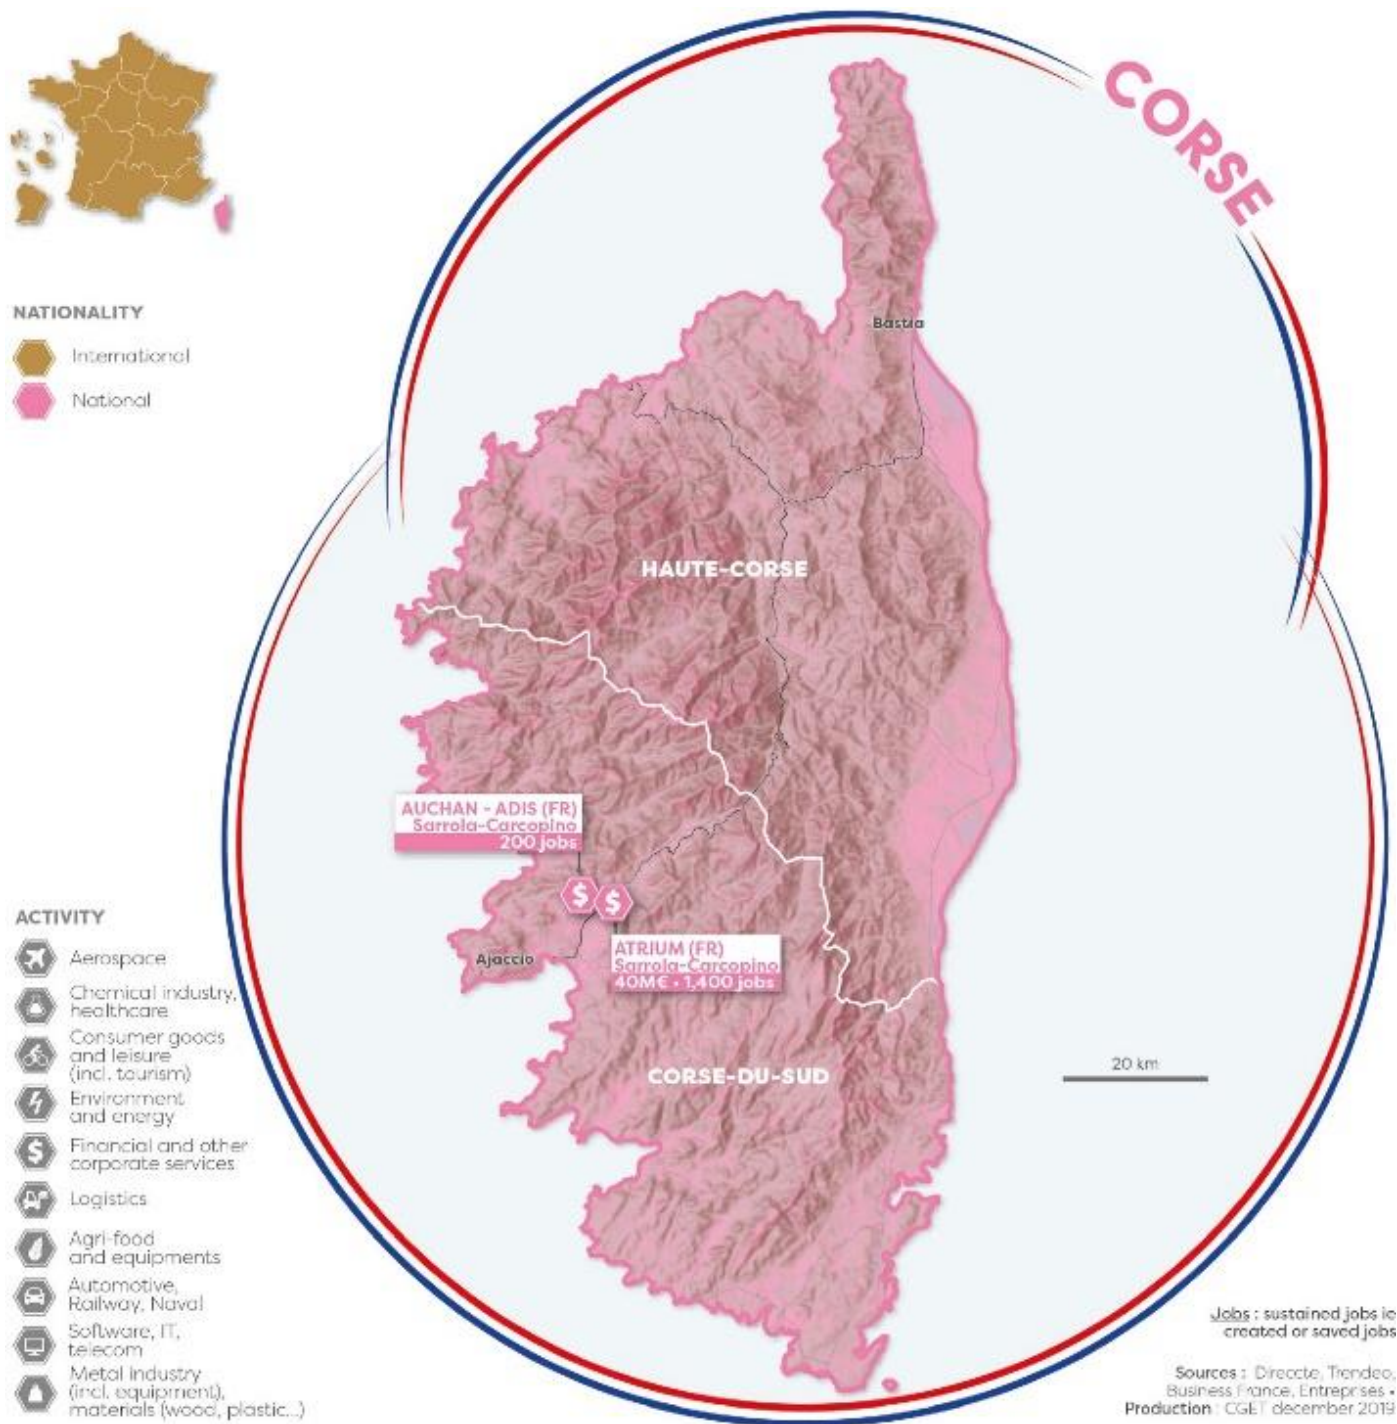 CORSE
NATIONALITY
International
National
Bastia
HAUTE-CORSE
AUCHAN - ADIS (FR)
Sarrola-Carcopino
200 jobs
$
$
Ajaccio
ATRIUM (FR)
Sarrola-Carcopino
40M€ • 1,400 jobs
CORSE-DU-SUD
20 km
ACTIVITY
Aerospace
Chemical industry,
healthcare
Consumer goods
and leisure
(incl. tourism)
Environment
and energy
$
Financial and other
corporate services
Logistics
Agri-food
and equipments
Automotive,
Railway, Naval
Software, IT,
telecom
Metal industry
(incl. equipment),
materials (wood, plastic...)
Jobs : sustained jobs ie
created or saved jobs
Sources : Direccte, Trendeo,
Business France, Entreprises •
Production : CGET december 2019